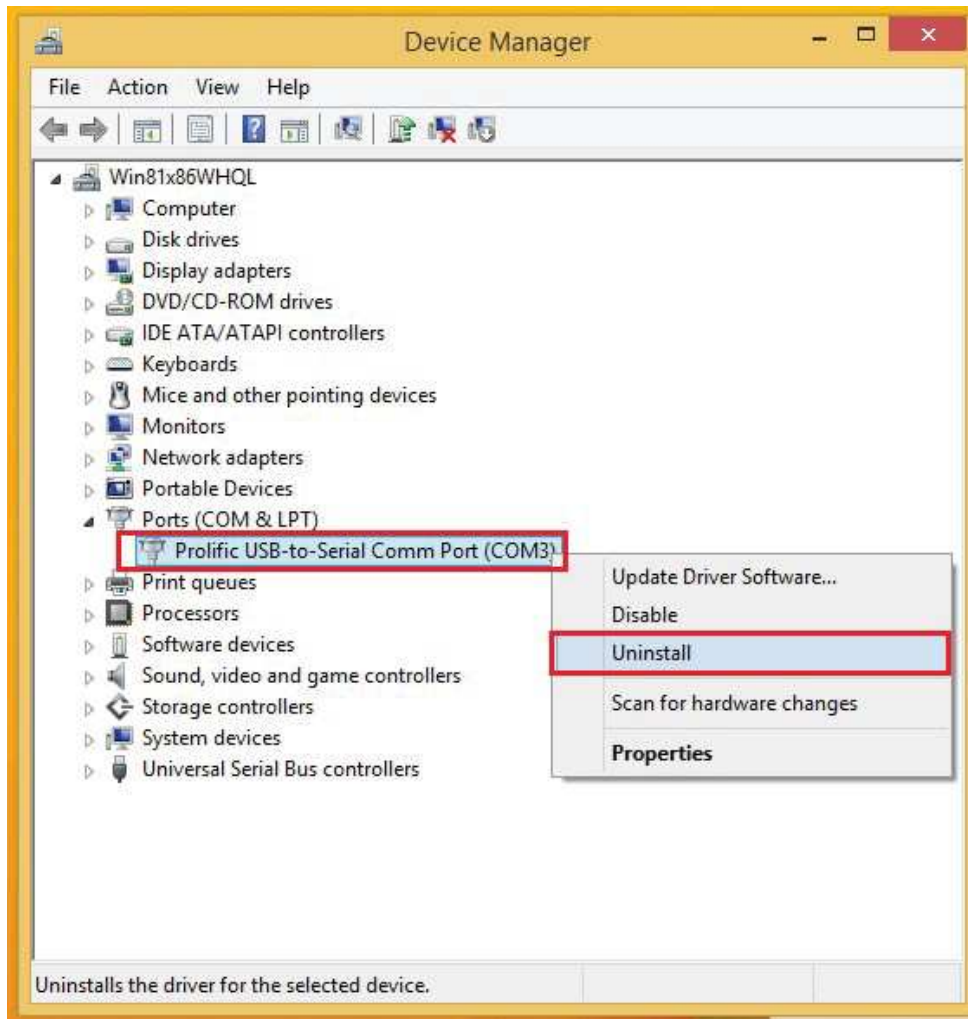 Device Manager
File Action View Help
Win81x86WHQL
Computer
Disk drives
Display adapters
DVD/CD-ROM drives
IDE ATA/ATAPI controllers
Keyboards
Mice and other pointing devices
Monitors
Network adapters
Portable Devices
Ports (COM & LPT)
Prolific USB-to-Serial Comm Port (COM3)
Print queues
Processors
Software devices
Sound, video and game controllers
Storage controllers
System devices
Universal Serial Bus controllers
Update Driver Software...
Disable
Uninstall
Scan for hardware changes
Properties
Uninstalls the driver for the selected device.